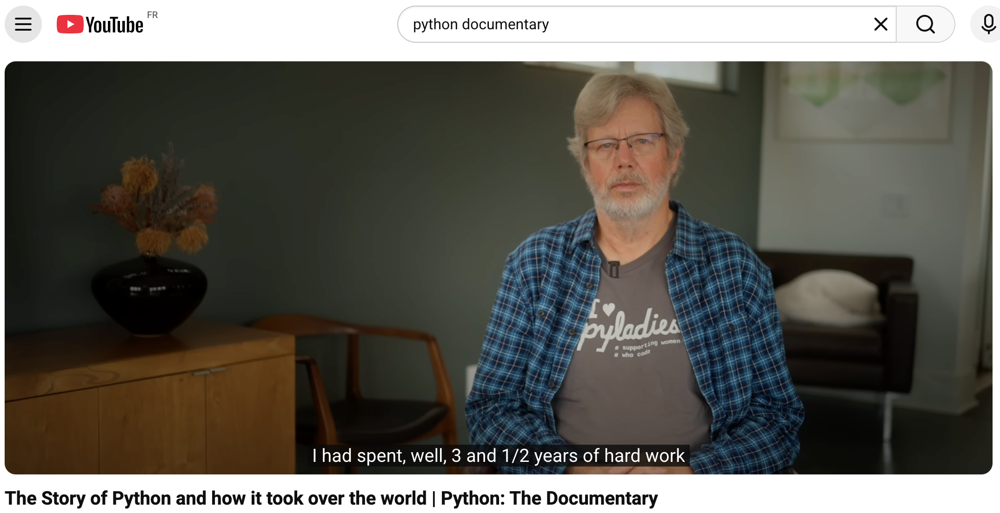 YouTube FR
python documentary
I ♥
pyladies
# supporting women
# who code
I had spent, well, 3 and 1/2 years of hard work
The Story of Python and how it took over the world | Python: The Documentary